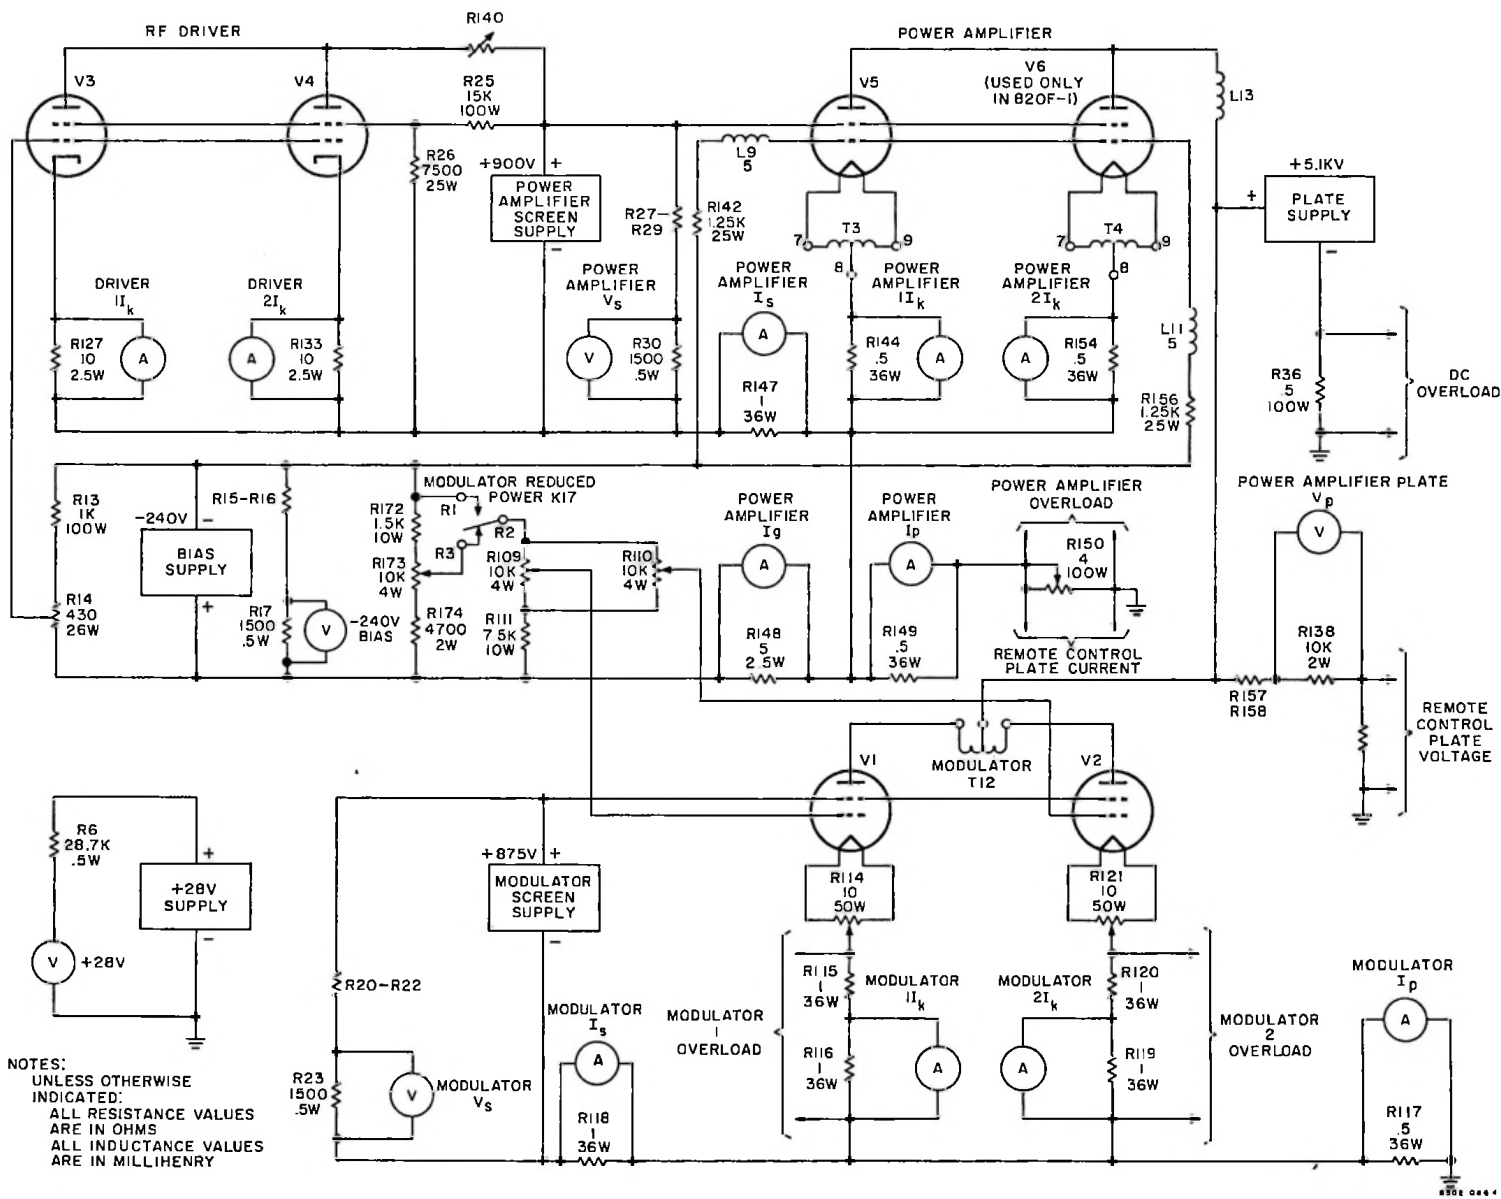 RF DRIVER
R140
POWER AMPLIFIER
V3
V4
R25
15K
100W
V5
V6
(USED ONLY
IN 820F-1)
L13
R26
7500
25W
+900V +
POWER
AMPLIFIER
SCREEN
SUPPLY
-
L9
5
R27-
R29
R142
1.25K
25W
T3
7
9
8
T4
7
9
8
+5.1KV
+
PLATE
SUPPLY
-
DRIVER
1Ik
DRIVER
2Ik
POWER
AMPLIFIER
Vs
POWER
AMPLIFIER
Is
POWER
AMPLIFIER
1Ik
POWER
AMPLIFIER
2Ik
L11
5
R127
10
2.5W
A
A
R133
10
2.5W
V
R30
1500
.5W
A
R147
1
36W
R144
.5
36W
A
A
R154
.5
36W
R156
1.25K
25W
R36
.5
100W
DC
OVERLOAD
R13
1K
100W
-240V -
BIAS
SUPPLY
+
R15-R16
R14
430
26W
R17
1500
.5W
V
-240V
BIAS
MODULATOR REDUCED
POWER K17
R1
R2
R3
R172
1.5K
10W
R173
10K
4W
R174
4700
2W
R109
10K
4W
R111
7.5K
10W
R110
10K
4W
POWER
AMPLIFIER
Ig
A
R148
5
2.5W
POWER
AMPLIFIER
Ip
A
R149
.5
36W
POWER AMPLIFIER
OVERLOAD
R150
4
100W
REMOTE CONTROL
PLATE CURRENT
POWER AMPLIFIER PLATE
Vp
V
R138
10K
2W
R157
R158
REMOTE
CONTROL
PLATE
VOLTAGE
MODULATOR
T12
V1
V2
R6
28.7K
.5W
+
+28V
SUPPLY
-
V
+28V
+875V +
MODULATOR
SCREEN
SUPPLY
-
R114
10
50W
R121
10
50W
R20-R22
R23
1500
.5W
V
MODULATOR
Vs
MODULATOR
Is
A
R118
1
36W
MODULATOR
1
OVERLOAD
R115
1
36W
R116
1
36W
MODULATOR
1Ik
A
MODULATOR
2Ik
A
R120
1
36W
R119
1
36W
MODULATOR
2
OVERLOAD
MODULATOR
Ip
A
R117
.5
36W
NOTES:
UNLESS OTHERWISE
INDICATED:
ALL RESISTANCE VALUES
ARE IN OHMS
ALL INDUCTANCE VALUES
ARE IN MILLIHENRY